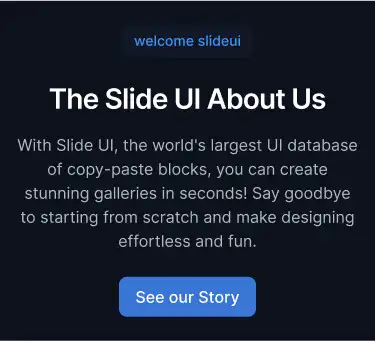 welcome slideui
The Slide UI About Us
With Slide UI, the world's largest UI database
of copy-paste blocks, you can create
stunning galleries in seconds! Say goodbye
to starting from scratch and make designing
effortless and fun.
See our Story